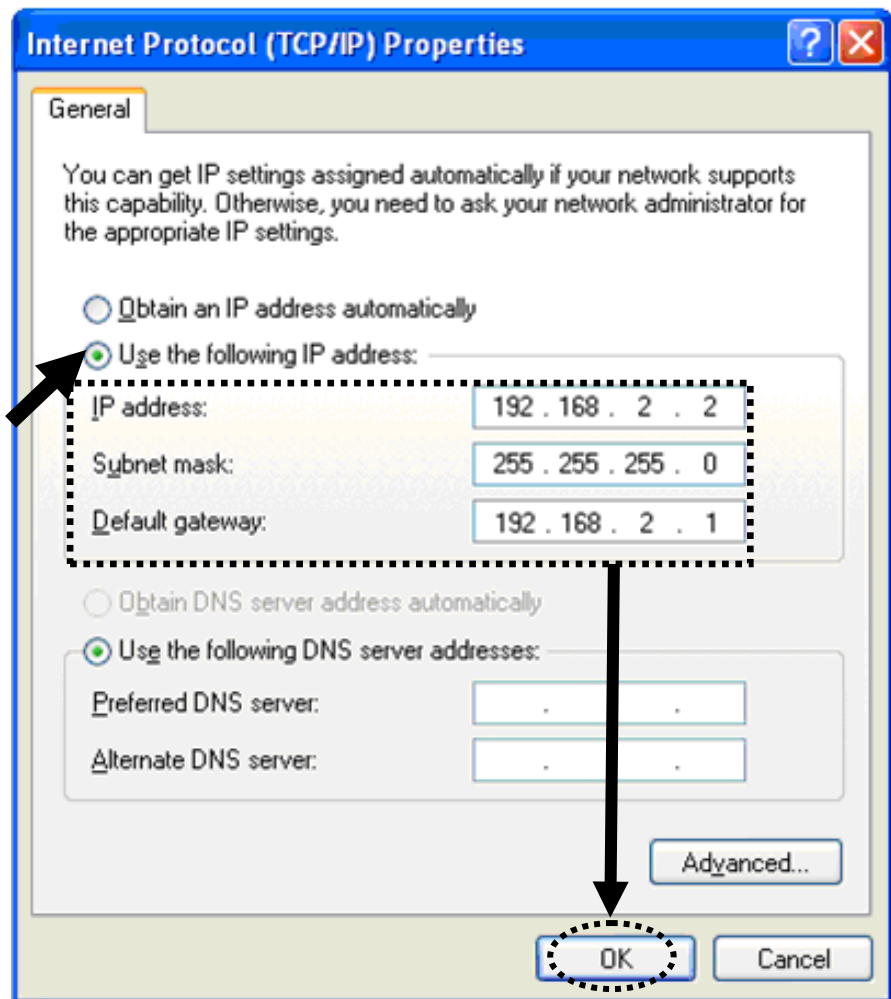 Internet Protocol (TCP/IP) Properties
General
You can get IP settings assigned automatically if your network supports
this capability. Otherwise, you need to ask your network administrator for
the appropriate IP settings.
Obtain an IP address automatically
Use the following IP address:
IP address: 192 . 168 . 2 . 2
Subnet mask: 255 . 255 . 255 . 0
Default gateway: 192 . 168 . 2 . 1
Obtain DNS server address automatically
Use the following DNS server addresses:
Preferred DNS server: . .
Alternate DNS server: . .
Advanced...
OK Cancel